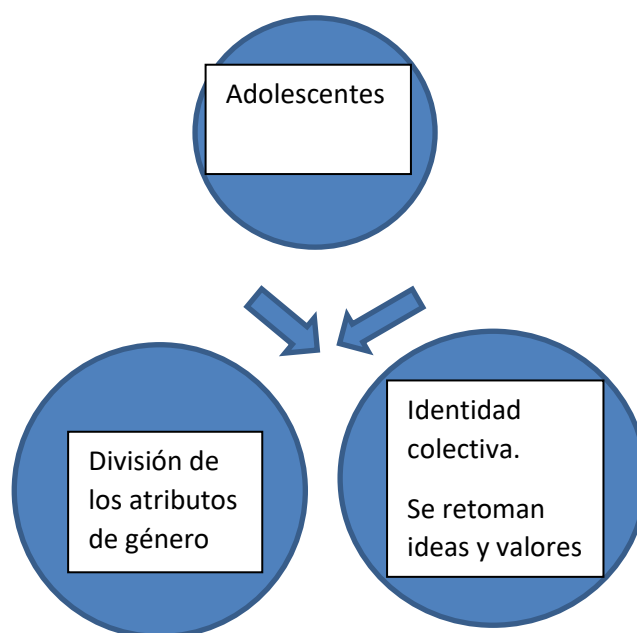 Adolescentes
División de
los atributos
de género
Identidad
colectiva.
Se retoman
ideas y valores